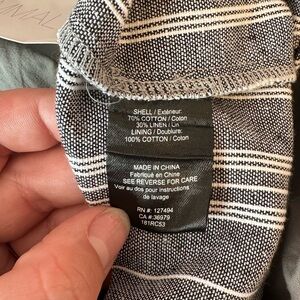 MAL
SHELL / Extérieur:
70% COTTON / Coton
30% LINEN / Lin
LINING / Doublure:
100% COTTON / Coton
MADE IN CHINA
Fabriqué en Chine
SEE REVERSE FOR CARE
Voir au dos pour instructions
de lavage
RN #: 127494
CA #:36979
181RC53